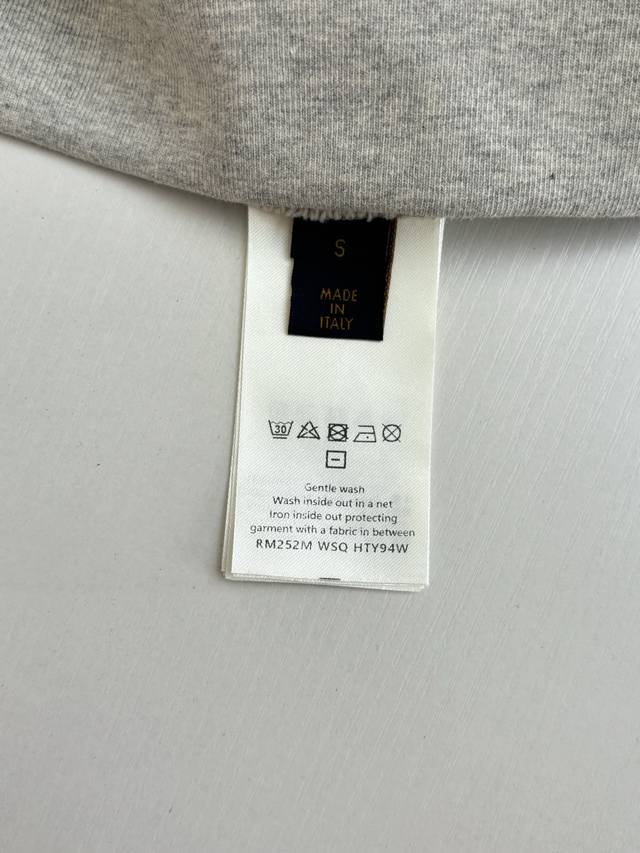 S
MADE
IN
ITALY
30
Gentle wash
Wash inside out in a net
Iron inside out protecting
garment with a fabric in between
RM252M WSQ HTY94W